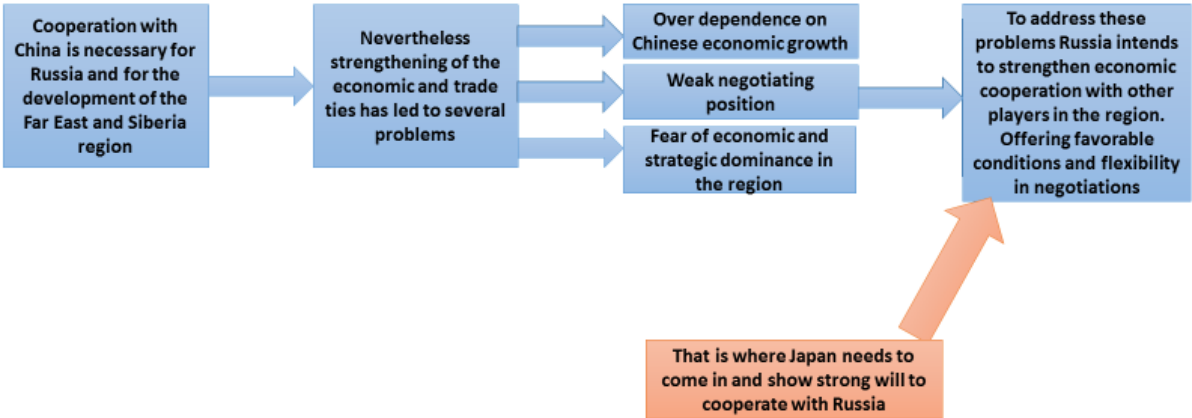 Cooperation with
China is necessary for
Russia and for the
development of the
Far East and Siberia
region
Nevertheless
strengthening of the
economic and trade
ties has led to several
problems
Over dependence on
Chinese economic growth
Weak negotiating
position
Fear of economic and
strategic dominance in
the region
To address these
problems Russia intends
to strengthen economic
cooperation with other
players in the region.
Offering favorable
conditions and flexibility
in negotiations
That is where Japan needs to
come in and show strong will to
cooperate with Russia